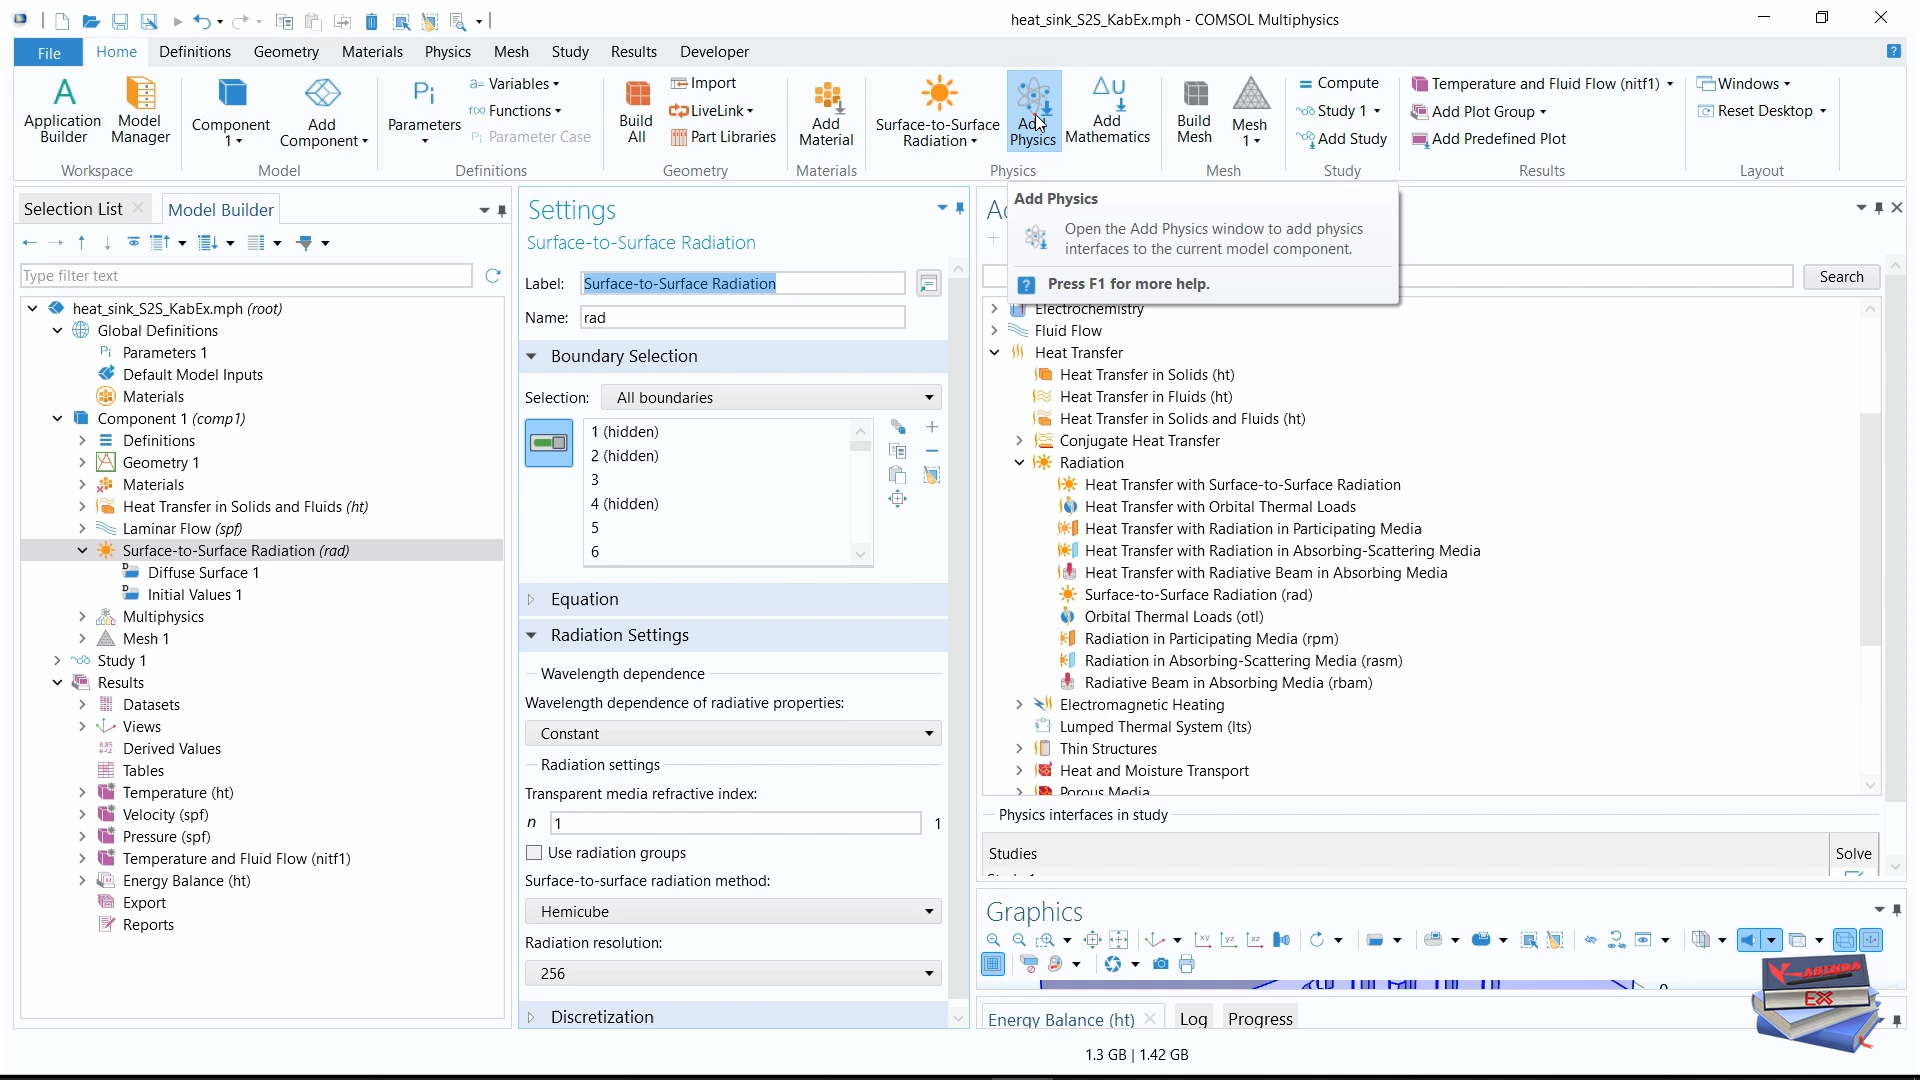 heat_sink_S2S_KabEx.mph - COMSOL Multiphysics
File Home Definitions Geometry Materials Physics Mesh Study Results Developer
Application Builder
Model Manager
Workspace
Component 1
Add Component
Model
Parameters
a= Variables
f(x) Functions
Pi Parameter Case
Definitions
Build All
Import
LiveLink
Part Libraries
Geometry
Add Material
Materials
Surface-to-Surface Radiation
Add Physics
Add Mathematics
Physics
Build Mesh
Mesh 1
Mesh
Compute
Study 1
Add Study
Study
Temperature and Fluid Flow (nitf1)
Add Plot Group
Add Predefined Plot
Results
Windows
Reset Desktop
Layout
Selection List
Model Builder
Type filter text
heat_sink_S2S_KabEx.mph (root)
Global Definitions
Pi Parameters 1
Default Model Inputs
Materials
Component 1 (comp1)
Definitions
Geometry 1
Materials
Heat Transfer in Solids and Fluids (ht)
Laminar Flow (spf)
Surface-to-Surface Radiation (rad)
Diffuse Surface 1
Initial Values 1
Multiphysics
Mesh 1
Study 1
Results
Datasets
Views
Derived Values
Tables
Temperature (ht)
Velocity (spf)
Pressure (spf)
Temperature and Fluid Flow (nitf1)
Energy Balance (ht)
Export
Reports
Settings
Surface-to-Surface Radiation
Label: Surface-to-Surface Radiation
Name: rad
Boundary Selection
Selection: All boundaries
1 (hidden)
2 (hidden)
3
4 (hidden)
5
6
Equation
Radiation Settings
Wavelength dependence
Wavelength dependence of radiative properties:
Constant
Radiation settings
Transparent media refractive index:
n 1 1
Use radiation groups
Surface-to-surface radiation method:
Hemicube
Radiation resolution:
256
Discretization
Add Physics
Open the Add Physics window to add physics
interfaces to the current model component.
Press F1 for more help.
Search
Electrochemistry
Fluid Flow
Heat Transfer
Heat Transfer in Solids (ht)
Heat Transfer in Fluids (ht)
Heat Transfer in Solids and Fluids (ht)
Conjugate Heat Transfer
Radiation
Heat Transfer with Surface-to-Surface Radiation
Heat Transfer with Orbital Thermal Loads
Heat Transfer with Radiation in Participating Media
Heat Transfer with Radiation in Absorbing-Scattering Media
Heat Transfer with Radiative Beam in Absorbing Media
Surface-to-Surface Radiation (rad)
Orbital Thermal Loads (otl)
Radiation in Participating Media (rpm)
Radiation in Absorbing-Scattering Media (rasm)
Radiative Beam in Absorbing Media (rbam)
Electromagnetic Heating
Lumped Thermal System (lts)
Thin Structures
Heat and Moisture Transport
Porous Media
Physics interfaces in study
Studies Solve
Graphics
Energy Balance (ht) Log Progress
KABINDA
EX
1.3 GB | 1.42 GB